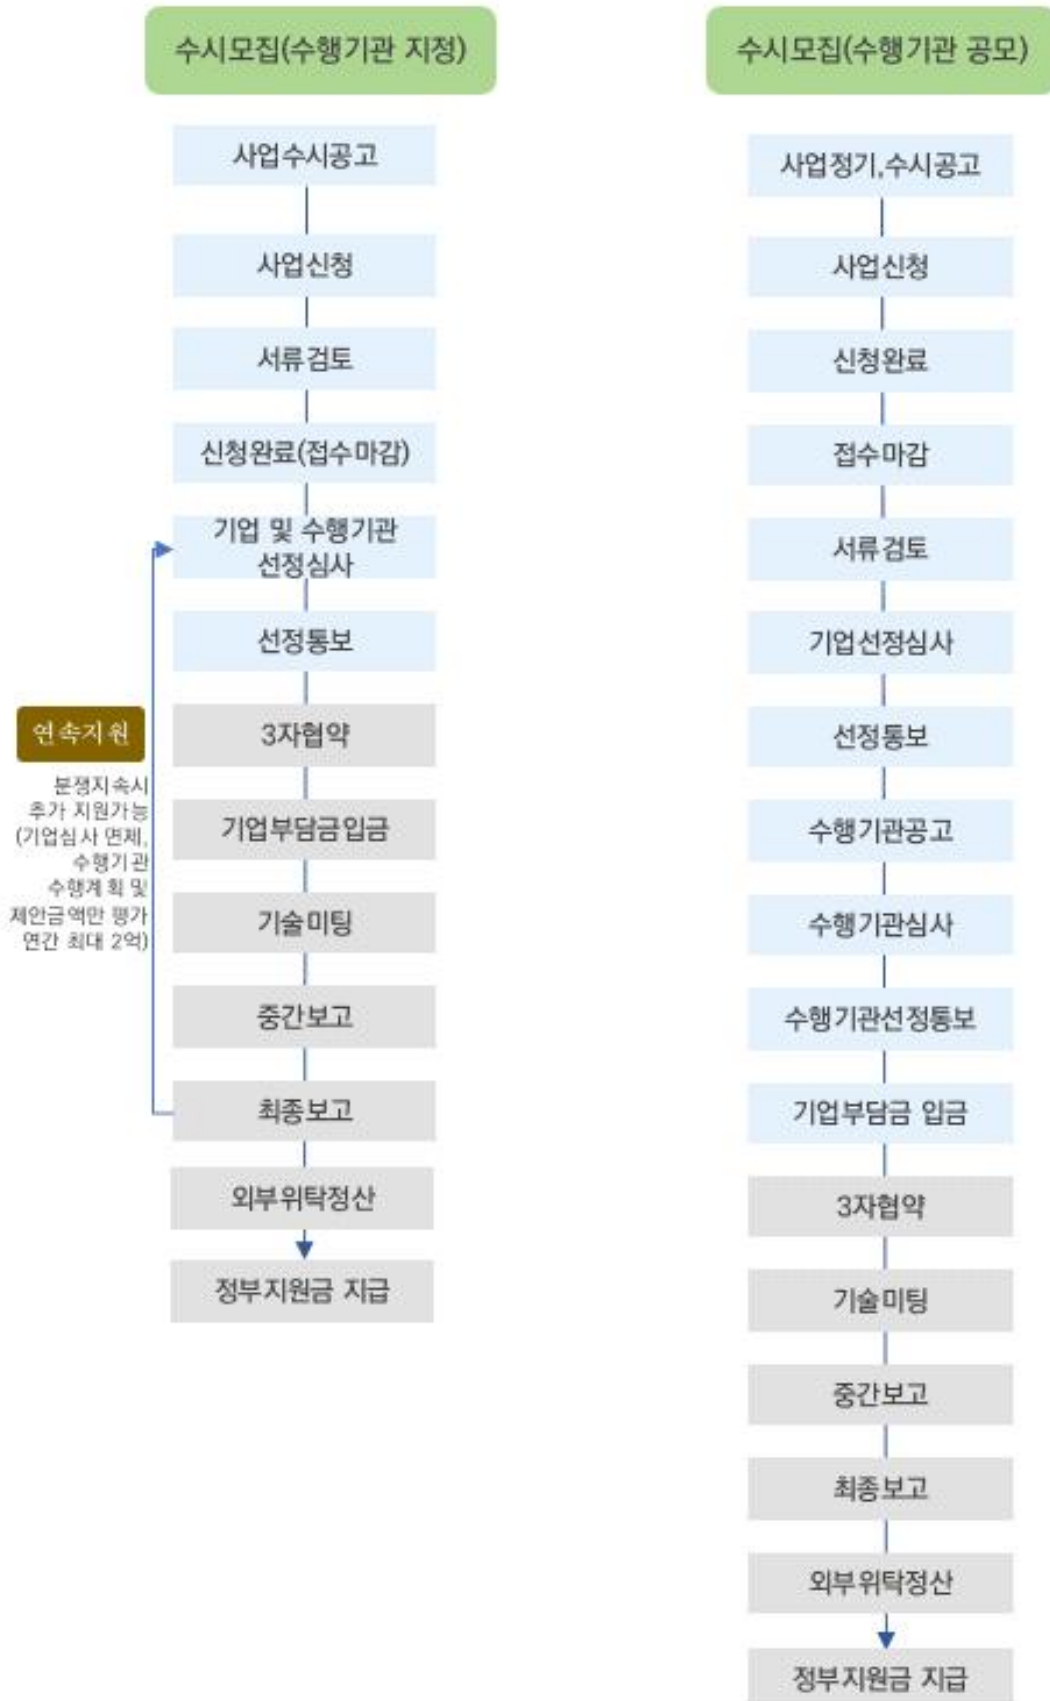 수시모집(수행기관 지정)
사업수시공고
사업신청
서류검토
신청완료(접수마감)
기업 및 수행기관
선정심사
선정통보
3자협약
기업부담금입금
기술미팅
중간보고
최종보고
외부위탁정산
정부지원금 지급
연속지원
분쟁지속시
추가 지원가능
(기업심사 면제,
수행기관
수행계획 및
제안금액만 평가
연간 최대 2억)
수시모집(수행기관 공모)
사업정기,수시공고
사업신청
신청완료
접수마감
서류검토
기업선정심사
선정통보
수행기관공고
수행기관심사
수행기관선정통보
기업부담금 입금
3자협약
기술미팅
중간보고
최종보고
외부위탁정산
정부지원금 지급